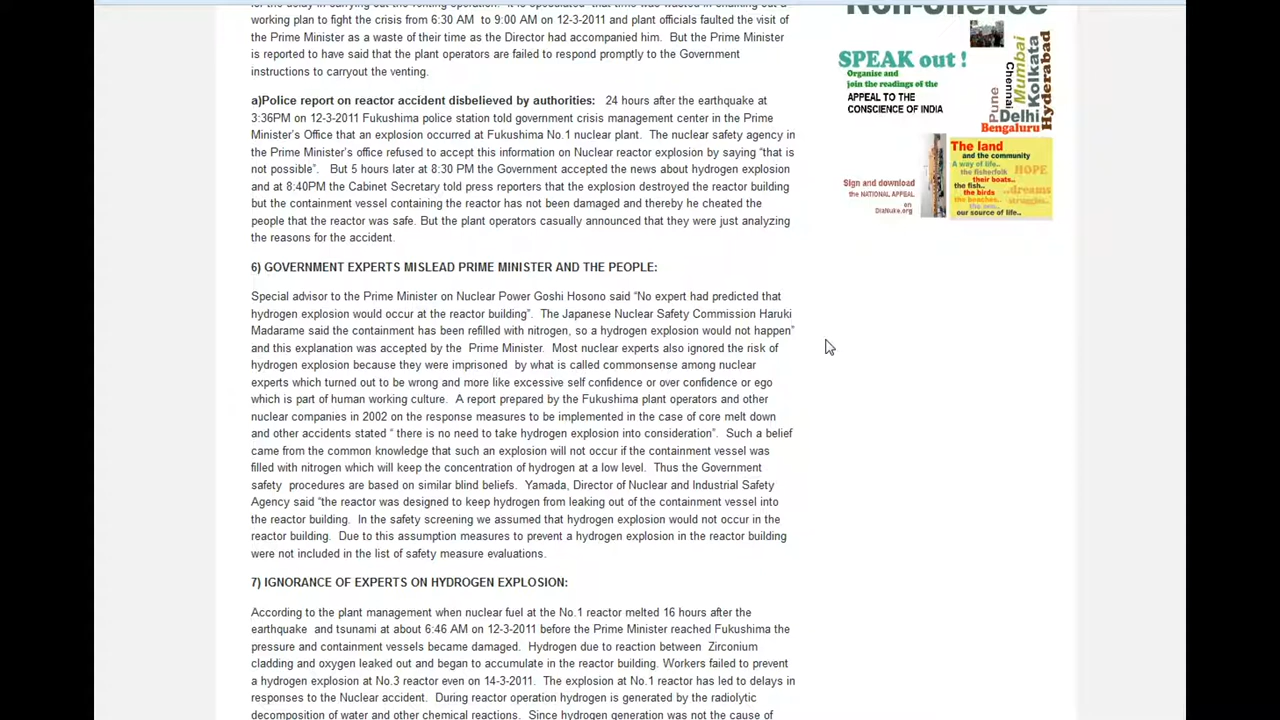 working plan to fight the crisis from 6:30 AM to 9:00 AM on 12-3-2011 and plant officials faulted the visit of
the Prime Minister as a waste of their time as the Director had accompanied him. But the Prime Minister
is reported to have said that the plant operators are failed to respond promptly to the Government
instructions to carryout the venting.
a)Police report on reactor accident disbelieved by authorities: 24 hours after the earthquake at
3:36PM on 12-3-2011 Fukushima police station told government crisis management center in the Prime
Minister's Office that an explosion occurred at Fukushima No.1 nuclear plant. The nuclear safety agency in
the Prime Minister's office refused to accept this information on Nuclear reactor explosion by saying “that is
not possible”. But 5 hours later at 8:30 PM the Government accepted the news about hydrogen explosion
and at 8:40PM the Cabinet Secretary told press reporters that the explosion destroyed the reactor building
but the containment vessel containing the reactor has not been damaged and thereby he cheated the
people that the reactor was safe. But the plant operators casually announced that they were just analyzing
the reasons for the accident.
6) GOVERNMENT EXPERTS MISLEAD PRIME MINISTER AND THE PEOPLE:
Special advisor to the Prime Minister on Nuclear Power Goshi Hosono said “No expert had predicted that
hydrogen explosion would occur at the reactor building”. The Japanese Nuclear Safety Commission Haruki
Madarame said the containment has been refilled with nitrogen, so a hydrogen explosion would not happen”
and this explanation was accepted by the Prime Minister. Most nuclear experts also ignored the risk of
hydrogen explosion because they were imprisoned by what is called commonsense among nuclear
experts which turned out to be wrong and more like excessive self confidence or over confidence or ego
which is part of human working culture. A report prepared by the Fukushima plant operators and other
nuclear companies in 2002 on the response measures to be implemented in the case of core melt down
and other accidents stated “ there is no need to take hydrogen explosion into consideration”. Such a belief
came from the common knowledge that such an explosion will not occur if the containment vessel was
filled with nitrogen which will keep the concentration of hydrogen at a low level. Thus the Government
safety procedures are based on similar blind beliefs. Yamada, Director of Nuclear and Industrial Safety
Agency said “the reactor was designed to keep hydrogen from leaking out of the containment vessel into
the reactor building. In the safety screening we assumed that hydrogen explosion would not occur in the
reactor building. Due to this assumption measures to prevent a hydrogen explosion in the reactor building
were not included in the list of safety measure evaluations.
7) IGNORANCE OF EXPERTS ON HYDROGEN EXPLOSION:
According to the plant management when nuclear fuel at the No.1 reactor melted 16 hours after the
earthquake and tsunami at about 6:46 AM on 12-3-2011 before the Prime Minister reached Fukushima the
pressure and containment vessels became damaged. Hydrogen due to reaction between Zirconium
cladding and oxygen leaked out and began to accumulate in the reactor building. Workers failed to prevent
a hydrogen explosion at No.3 reactor even on 14-3-2011. The explosion at No.1 reactor has led to delays in
responses to the Nuclear accident. During reactor operation hydrogen is generated by the radiolytic
decomposition of water and other chemical reactions. Since hydrogen generation was not the cause of
SPEAK out !
Organise and
join the readings of the
APPEAL TO THE
CONSCIENCE OF INDIA
Pune
Chennai
Mumbai
Kolkata
Hyderabad
Delhi
Bengaluru
Sign and download
the NATIONAL APPEAL
on
DiaNuke.org
The land
and the community
A way of life..
the fisherfolk
their boats..
the fish..
the birds
the beaches..
the sea..
our source of life..
HOPE
..dreams
struggles..